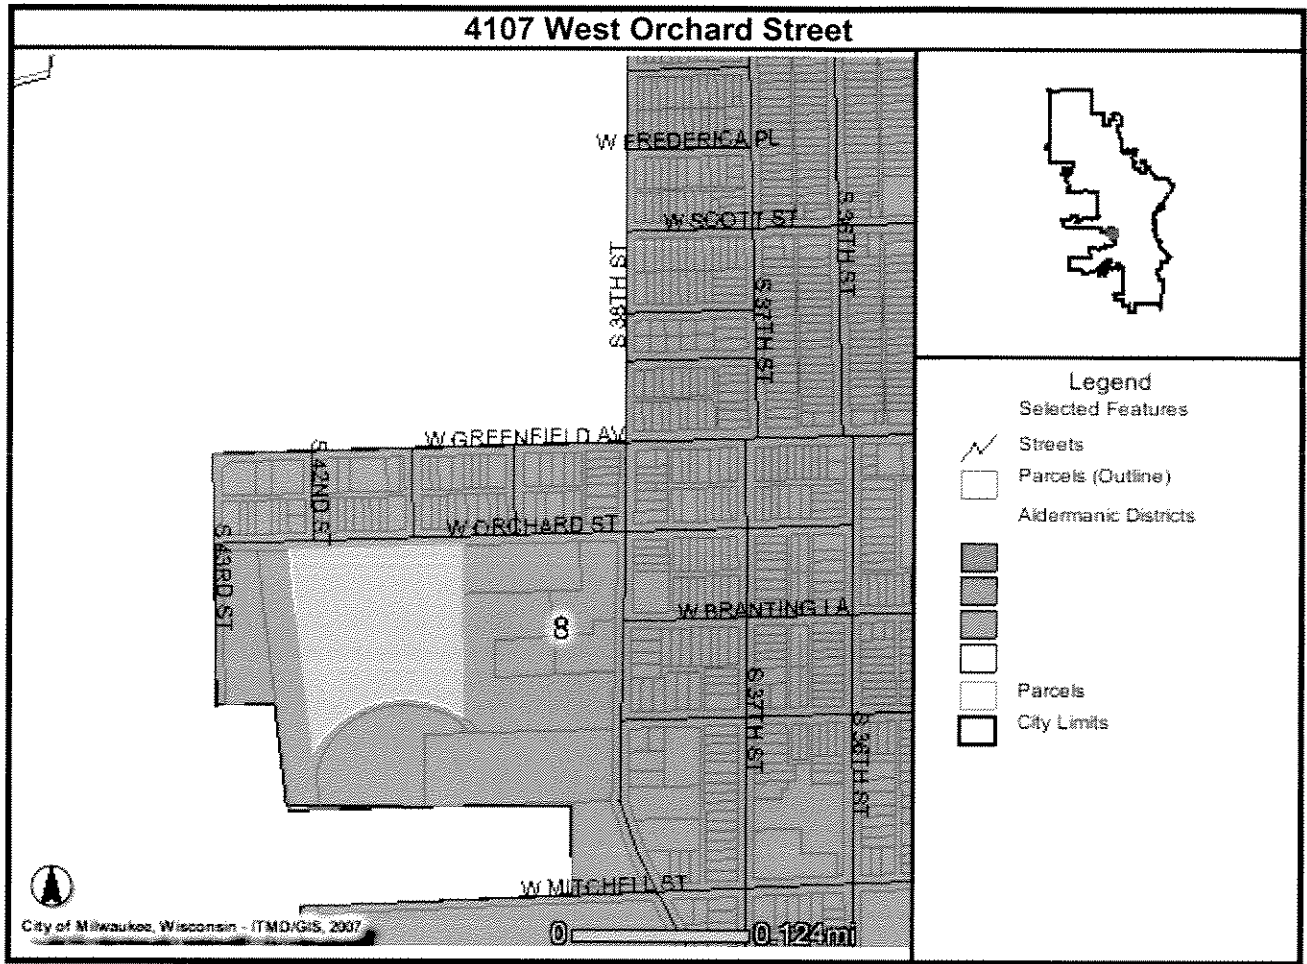 4107 West Orchard Street
W FREDERICA PL
W SCOTT ST
S 36TH ST
S 38TH ST
S 37TH ST
W GREENFIELD AV
S 42ND ST
W ORCHARD ST
S 43RD ST
W BRANTING LA
8
S 37TH ST
S 36TH ST
W MITCHELL ST
City of Milwaukee, Wisconsin - ITMD/GIS, 2007
0 0.124mi
Legend
Selected Features
Streets
Parcels (Outline)
Aldermanic Districts
Parcels
City Limits